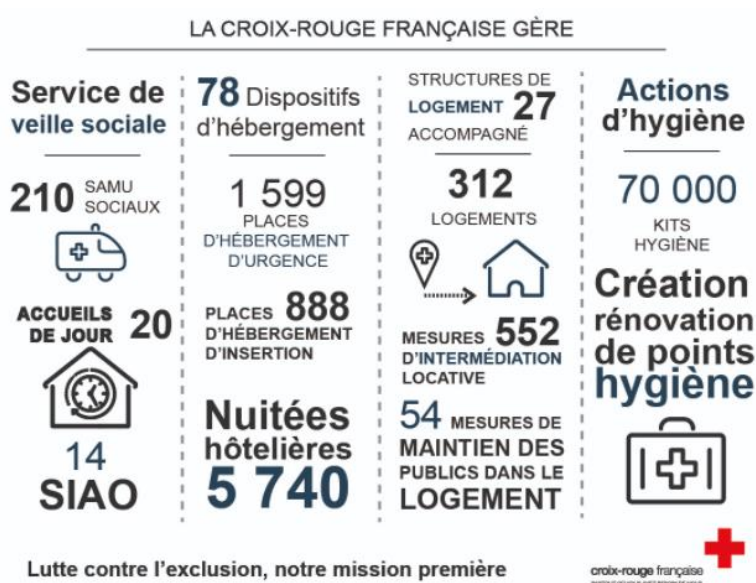 LA CROIX-ROUGE FRANÇAISE GÈRE
Service de
veille sociale
210 SAMU
SOCIAUX
ACCUEILS
DE JOUR 20
14
SIAO
78 Dispositifs
d'hébergement
1 599
PLACES
D'HÉBERGEMENT
D'URGENCE
PLACES 888
D'HÉBERGEMENT
D'INSERTION
Nuitées
hôtelières
5 740
STRUCTURES DE
LOGEMENT 27
ACCOMPAGNÉ
312
LOGEMENTS
MESURES 552
D'INTERMÉDIATION
LOCATIVE
54 MESURES DE
MAINTIEN DES
PUBLICS DANS LE
LOGEMENT
Actions
d'hygiène
70 000
KITS
HYGIÈNE
Création
rénovation
de points
hygiène
Lutte contre l'exclusion, notre mission première
croix-rouge française